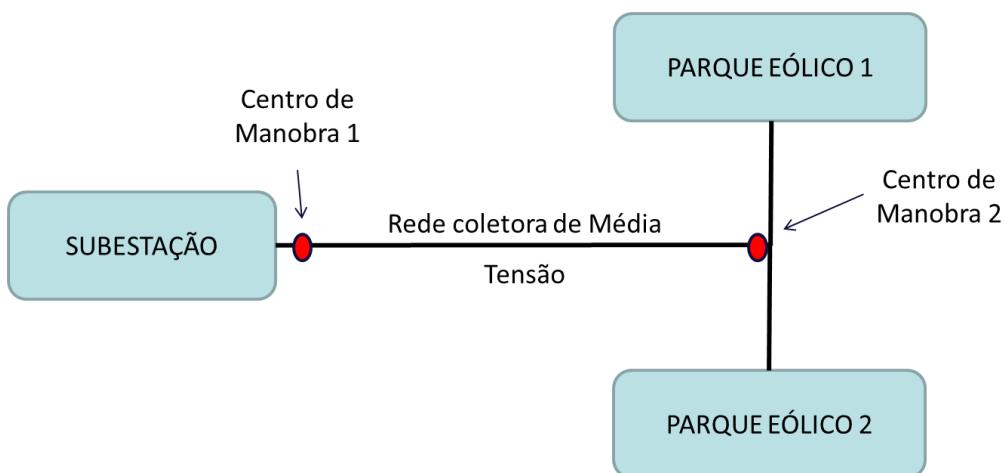 PARQUE EÓLICO 1
Centro de
Manobra 1
Centro de
Manobra 2
SUBESTAÇÃO
Rede coletora de Média
Tensão
PARQUE EÓLICO 2